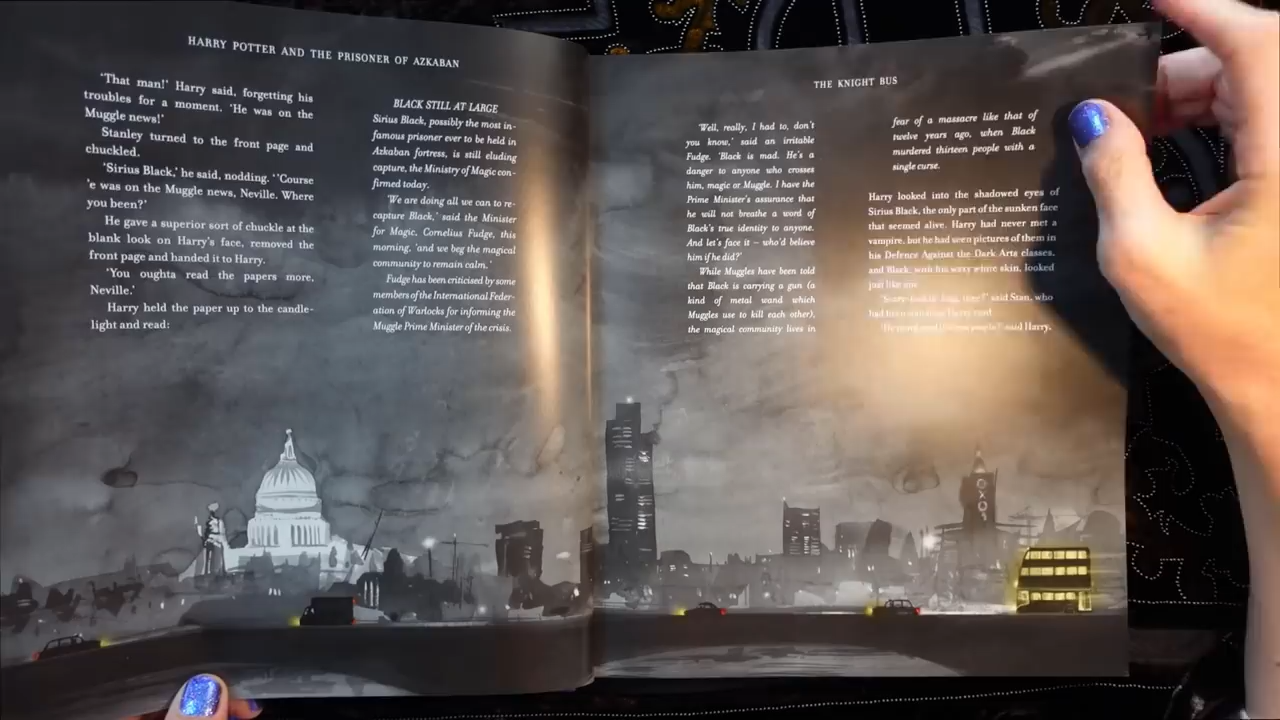 HARRY POTTER AND THE PRISONER OF AZKABAN
'That man!' Harry said, forgetting his
troubles for a moment. 'He was on the
Muggle news!'
Stanley turned to the front page and
chuckled.
'Sirius Black,' he said, nodding. ''Course
'e was on the Muggle news, Neville. Where
you been?'
He gave a superior sort of chuckle at the
blank look on Harry's face, removed the
front page and handed it to Harry.
'You oughta read the papers more,
Neville.'
Harry held the paper up to the candle-
light and read:
BLACK STILL AT LARGE
Sirius Black, possibly the most in-
famous prisoner ever to be held in
Azkaban fortress, is still eluding
capture, the Ministry of Magic con-
firmed today.
'We are doing all we can to re-
capture Black,' said the Minister
for Magic, Cornelius Fudge, this
morning, 'and we beg the magical
community to remain calm.'
Fudge has been criticised by some
members of the International Feder-
ation of Warlocks for informing the
Muggle Prime Minister of the crisis.
THE KNIGHT BUS
'Well, really, I had to, don't
you know,' said an irritable
Fudge. 'Black is mad. He's a
danger to anyone who crosses
him, magic or Muggle. I have the
Prime Minister's assurance that
he will not breathe a word of
Black's true identity to anyone.
And let's face it – who'd believe
him if he did?'
While Muggles have been told
that Black is carrying a gun (a
kind of metal wand which
Muggles use to kill each other),
the magical community lives in
fear of a massacre like that of
twelve years ago, when Black
murdered thirteen people with a
single curse.
Harry looked into the shadowed eyes of
Sirius Black, the only part of the sunken face
that seemed alive. Harry had never met a
vampire, but he had seen pictures of them in
his Defence Against the Dark Arts classes,
and Black, with his waxy white skin, looked
just like one.
said Stan, who
had been
said Harry,
OXO